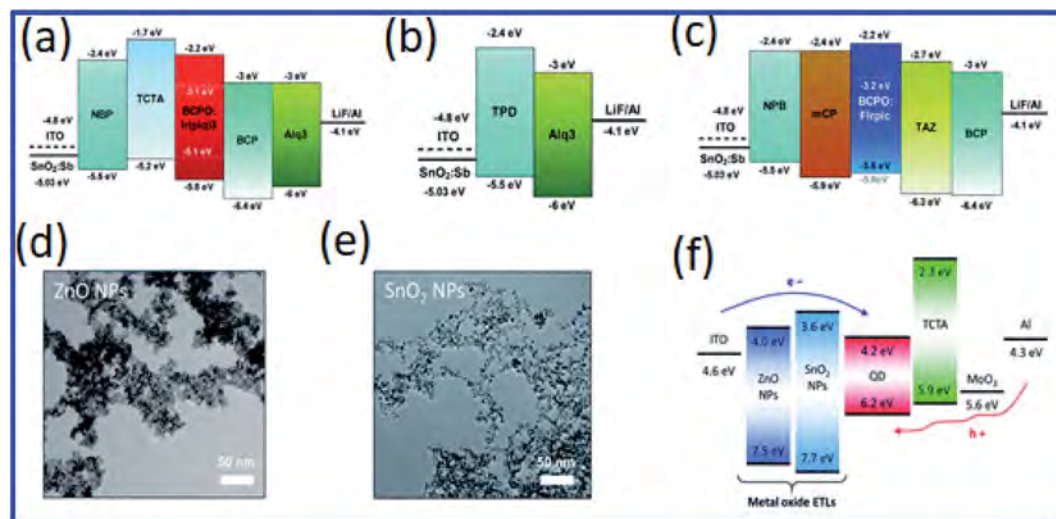 (a)
-1.7 eV
-2.4 eV
-2.2 eV
-3 eV
-3 eV
NBP
TCTA
-3.1 eV
BCPO:
Ir(piq)3
-5.1 eV
BCP
Alq3
LiF/Al
-4.1 eV
-4.8 eV
ITO
SnO₂:Sb
-5.03 eV
-5.5 eV
-5.2 eV
-5.8 eV
-6.4 eV
-6 eV
(b)
-2.4 eV
-3 eV
TPD
Alq3
LiF/Al
-4.1 eV
-4.8 eV
ITO
SnO₂:Sb
-5.03 eV
-5.5 eV
-6 eV
(c)
-2.4 eV
-2.4 eV
-2.2 eV
-2.7 eV
-3 eV
NPB
mCP
-3.2 eV
BCPO:
Firpic
TAZ
BCP
LiF/Al
-4.1 eV
-4.8 eV
ITO
SnO₂:Sb
-5.03 eV
-5.5 eV
-5.9 eV
-5.8 eV
-6.3 eV
-6.4 eV
(d)
ZnO NPs
50 nm
(e)
SnO₂ NPs
50 nm
(f)
e−
2.3 eV
TCTA
5.9 eV
ITO
4.6 eV
4.0 eV
ZnO
NPs
7.5 eV
3.6 eV
SnO₂
NPs
7.7 eV
4.2 eV
QD
6.2 eV
MoO₃
5.6 eV
Al
4.3 eV
h+
Metal oxide ETLs